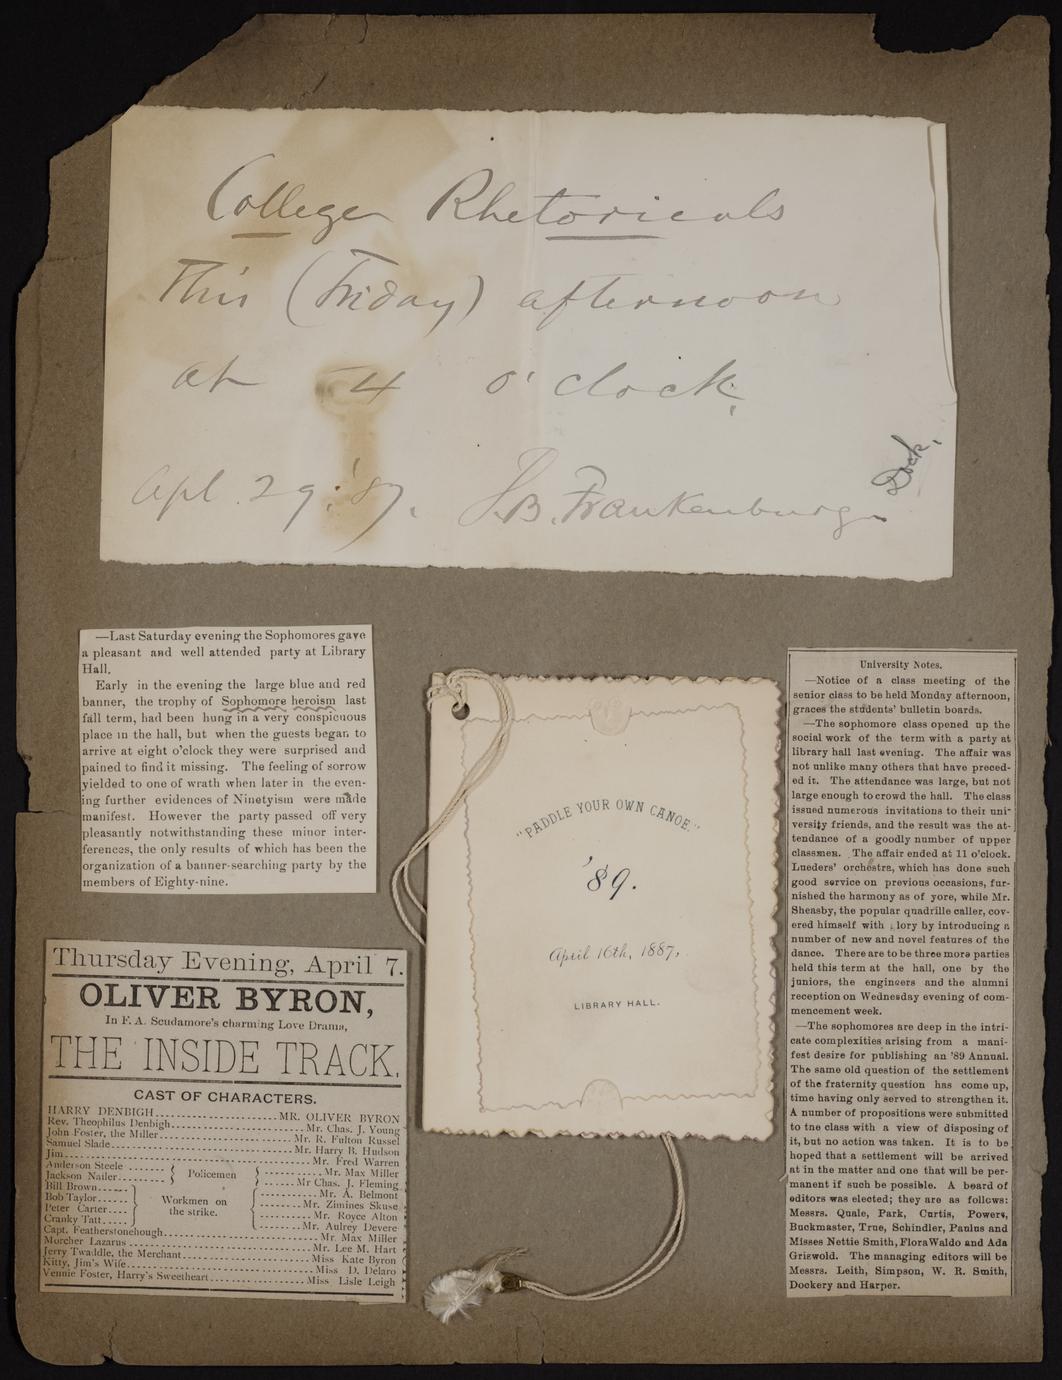 College Rhetoricals
This (Friday) afternoon
at 4 o'clock.
Apl. 29. '87. J.B. Frankenburg
Dock.
—Last Saturday evening the Sophomores gave
a pleasant and well attended party at Library
Hall.
Early in the evening the large blue and red
banner, the trophy of Sophomore heroism last
fall term, had been hung in a very conspicuous
place in the hall, but when the guests began to
arrive at eight o'clock they were surprised and
pained to find it missing. The feeling of sorrow
yielded to one of wrath when later in the even-
ing further evidences of Ninetyism were made
manifest. However the party passed off very
pleasantly notwithstanding these minor inter-
ferences, the only results of which has been the
organization of a banner-searching party by the
members of Eighty-nine.
Thursday Evening, April 7.
OLIVER BYRON,
In F. A. Scudamore's charming Love Drama,
THE INSIDE TRACK.
CAST OF CHARACTERS.
HARRY DENBIGH MR. OLIVER BYRON
Rev. Theophilus Denbigh Mr. Chas. J. Young
John Foster, the Miller Mr. R. Fulton Russel
Samuel Slade Mr. Harry B. Hudson
Jim Mr. Fred Warren
Anderson Steele } Policemen { Mr. Max Miller
Jackson Nailer Mr Chas. J. Fleming
Bill Brown Mr. A. Belmont
Bob Taylor } Workmen on { Mr. Zimines Skuse
Peter Carter the strike. Mr. Royce Alton
Cranky Tatt Mr. Aulrey Devere
Capt. Featherstonehough Mr. Max Miller
Morcher Lazarus Mr. Lee M. Hart
Jerry Twaddle, the Merchant Miss Kate Byron
Kitty, Jim's Wife Miss D. Delaro
Vennie Foster, Harry's Sweetheart Miss Lisle Leigh
"PADDLE YOUR OWN CANOE."
'89.
April 16th, 1887,
LIBRARY HALL.
University Notes.
—Notice of a class meeting of the
senior class to be held Monday afternoon,
graces the students' bulletin boards.
—The sophomore class opened up the
social work of the term with a party at
library hall last evening. The affair was
not unlike many others that have preced-
ed it. The attendance was large, but not
large enough to crowd the hall. The class
issued numerous invitations to their uni-
versity friends, and the result was the at-
tendance of a goodly number of upper
classmen. The affair ended at 11 o'clock.
Lueders' orchestra, which has done such
good service on previous occasions, fur-
nished the harmony as of yore, while Mr.
Sheasby, the popular quadrille caller, cov-
ered himself with lory by introducing a
number of new and novel features of the
dance. There are to be three more parties
held this term at the hall, one by the
juniors, the engineers and the alumni
reception on Wednesday evening of com-
mencement week.
—The sophomores are deep in the intri-
cate complexities arising from a mani-
fest desire for publishing an '89 Annual.
The same old question of the settlement
of the fraternity question has come up,
time having only served to strengthen it.
A number of propositions were submitted
to tne class with a view of disposing of
it, but no action was taken. It is to be
hoped that a settlement will be arrived
at in the matter and one that will be per-
manent if such be possible. A board of
editors was elected; they are as follows:
Messrs. Quale, Park, Curtis, Powers,
Buckmaster, True, Schindler, Paulus and
Misses Nettie Smith, Flora Waldo and Ada
Griswold. The managing editors will be
Messrs. Leith, Simpson, W. R. Smith,
Dockery and Harper.